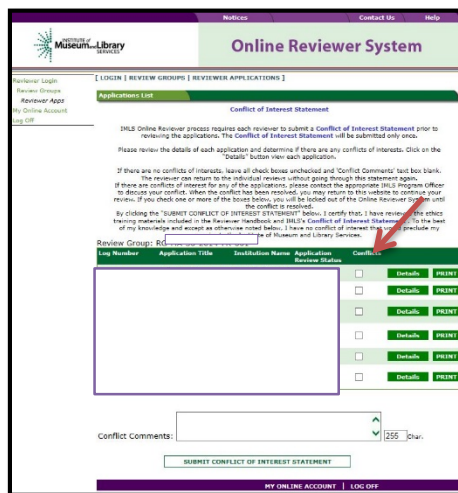 Notices Contact Us Help
INSTITUTE of
Museum and Library
SERVICES
Online Reviewer System
Reviewer Login
Review Groups
Reviewer Apps
My Online Account
Log Off
[ LOGIN | REVIEW GROUPS | REVIEWER APPLICATIONS ]
Applications List
Conflict of Interest Statement
IMLS Online Reviewer process requires each reviewer to submit a Conflict of Interest Statement prior to
reviewing the applications. The Conflict of Interest Statement will be submitted only once.
Please review the details of each application and determine if there are any conflicts of interest. Click on the
"Details" button view each application.
If there are no conflicts of interest, leave all check boxes unchecked and 'Conflict Comments' text box blank.
The reviewer can return to the individual reviews without going through this statement again.
If there are conflicts of interest for any of the applications, please contact the appropriate IMLS Program Officer
to discuss your conflict. When the conflict has been resolved, you may return to this website to continue your
review. If you check one or more of the boxes below, you will be locked out of the Online Reviewer System until
the conflict is resolved.
By clicking the "SUBMIT CONFLICT OF INTEREST STATEMENT" below, I certify that, I have reviewed the ethics
training materials included in the Reviewer Handbook and IMLS's Conflict of Interest Statement. To the best
of my knowledge and except as otherwise noted below, I have no conflict of interest that would preclude my
of Museum and Library Services.
Review Group:
Log Number Application Title Institution Name Application Review Status Conflicts
Details PRINT
Details PRINT
Details PRINT
Details PRINT
Details PRINT
Details PRINT
Conflict Comments: 255 Char.
SUBMIT CONFLICT OF INTEREST STATEMENT
MY ONLINE ACCOUNT | LOG OFF